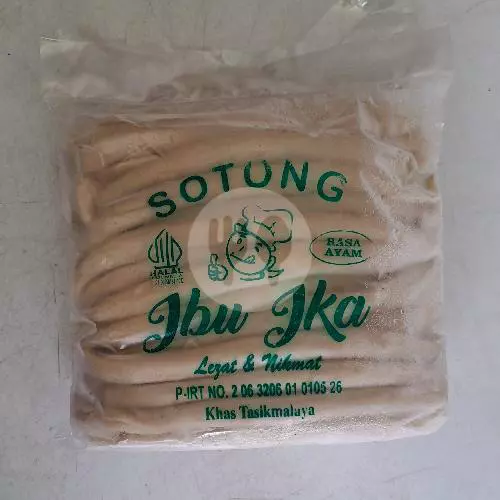 SOTONG
HALAL
RASA
AYAM
Ibu Ika
Lezat & Nikmat
P-IRT NO. 2 06 3206 01 0105 26
Khas Tasikmalaya